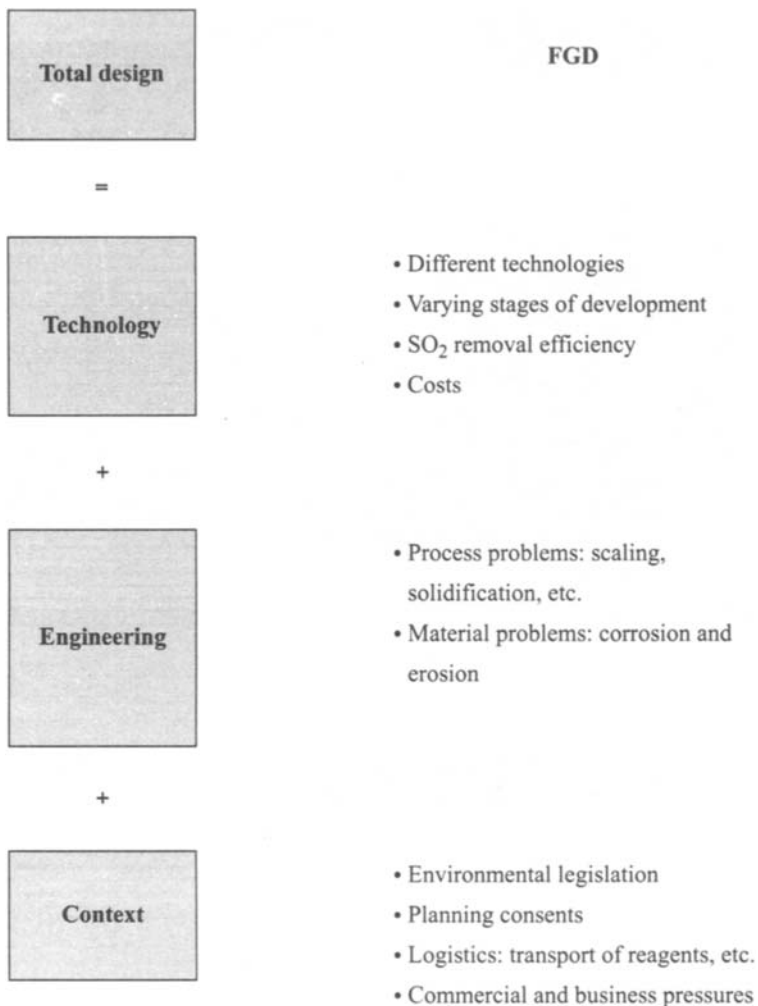 Total design
FGD
=
Technology
• Different technologies
• Varying stages of development
• SO₂ removal efficiency
• Costs
+
Engineering
• Process problems: scaling,
solidification, etc.
• Material problems: corrosion and
erosion
+
Context
• Environmental legislation
• Planning consents
• Logistics: transport of reagents, etc.
• Commercial and business pressures